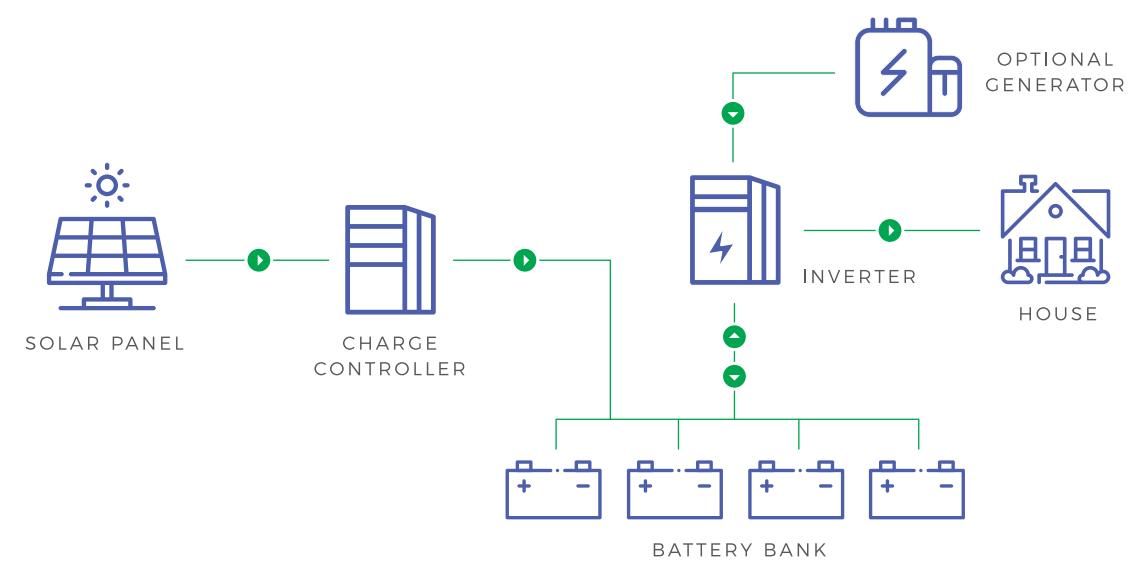 OPTIONAL
GENERATOR
SOLAR PANEL
CHARGE
CONTROLLER
INVERTER
HOUSE
BATTERY BANK